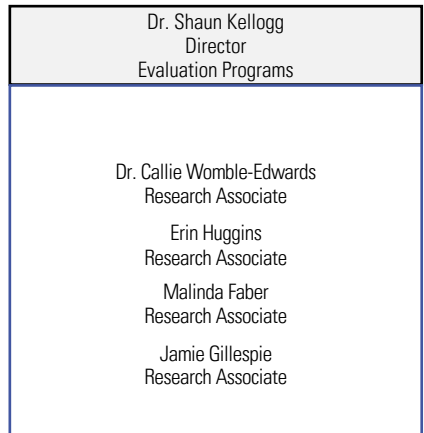 Dr. Shaun Kellogg
Director
Evaluation Programs
Dr. Callie Womble-Edwards
Research Associate
Erin Huggins
Research Associate
Malinda Faber
Research Associate
Jamie Gillespie
Research Associate